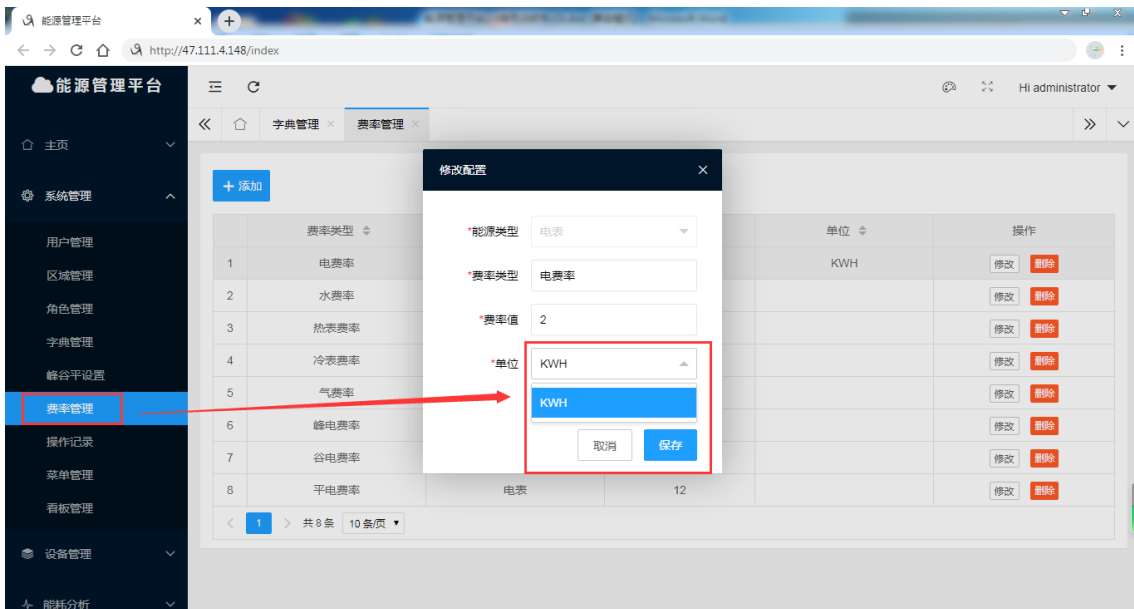 能源管理平台
http://47.111.4.148/index
能源管理平台
Hi administrator
字典管理
费率管理
主页
系统管理
用户管理
区域管理
角色管理
字典管理
峰谷平设置
费率管理
操作记录
菜单管理
看板管理
设备管理
能耗分析
添加
费率类型 单位 操作
1 电费率 KWH 修改 删除
2 水费率 修改 删除
3 热表费率 修改 删除
4 冷表费率 修改 删除
5 气费率 修改 删除
6 峰电费率 修改 删除
7 谷电费率 修改 删除
8 平电费率 电表 12 修改 删除
1 共 8 条 10 条/页
修改配置
*能源类型 电表
*费率类型 电费率
*费率值 2
*单位 KWH
KWH
取消 保存